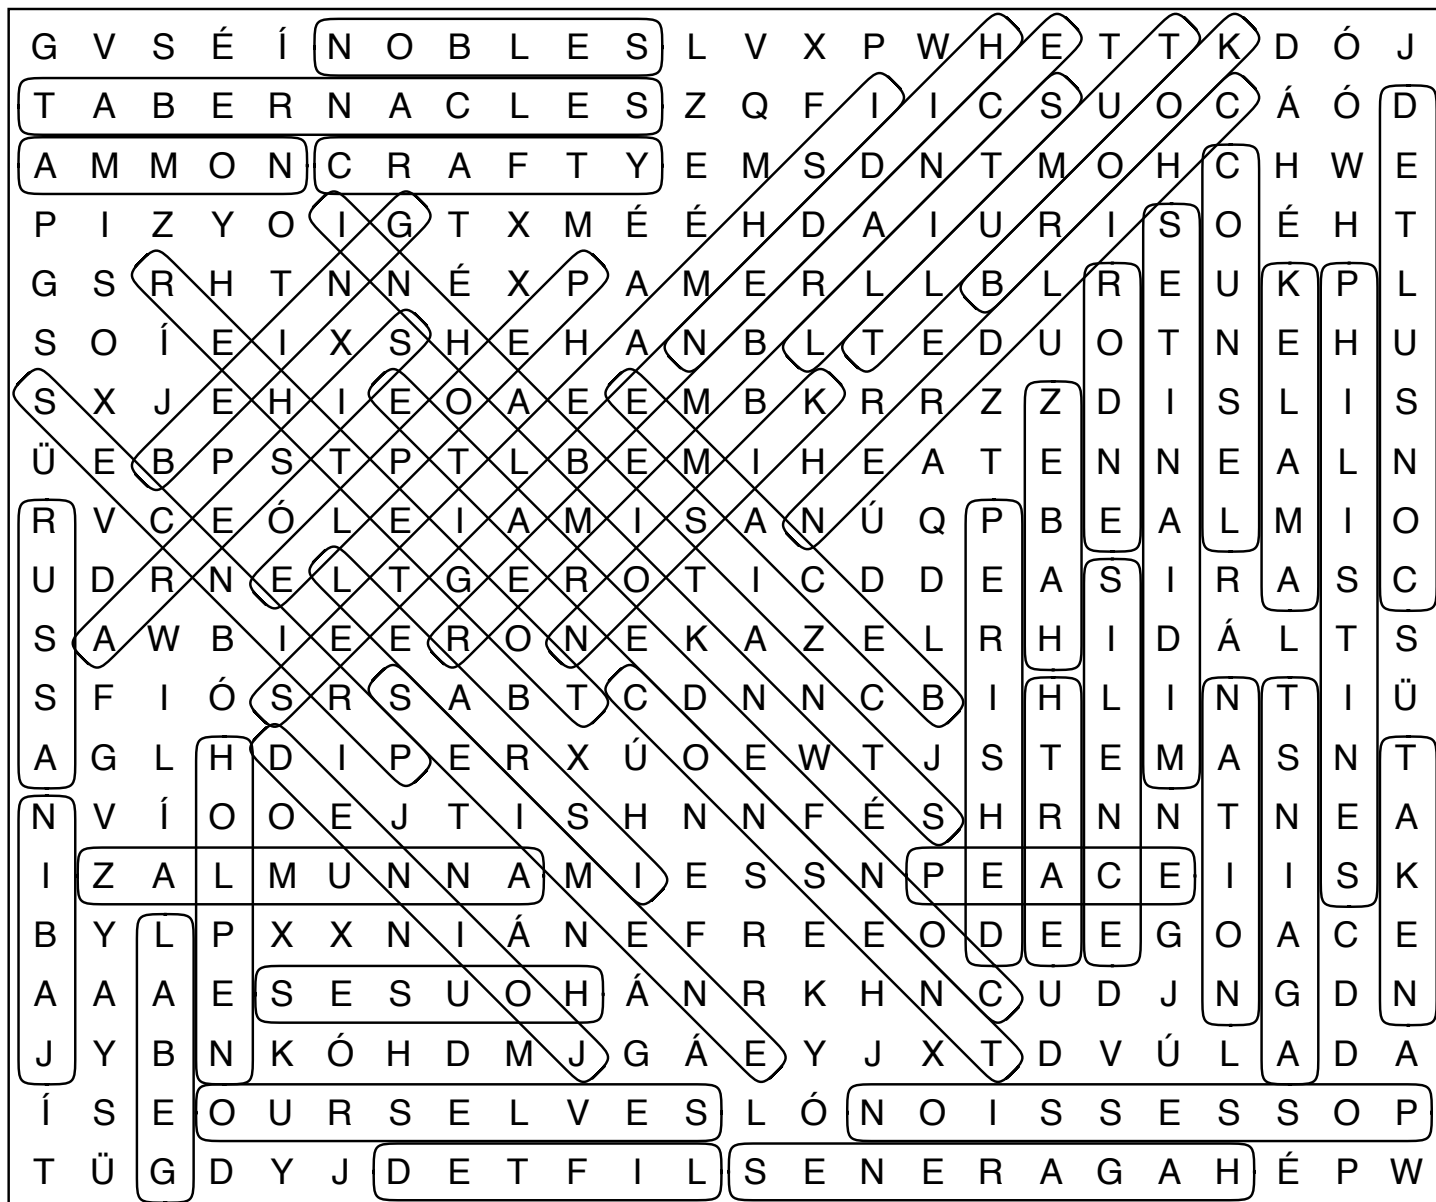 G V S É Í N O B L E S L V X P W H E T T K D Ó J
T A B E R N A C L E S Z Q F I I C S U O C Á Ó D
A M M O N C R A F T Y E M S D N T M O H C H W E
P I Z Y O I G T X M É É H D A I U R I S O É H T
G S R H T N N É X P A M E R L L B L R E U K P L
S O Í E I X S H E H A N B L T E D U O T N E H U
S X J E H I E O A E E M B K R R Z Z D I S L I S
Ü E B P S T P T L B E M I H E A T E N N E A L N
R V C E Ó L E I A M I S A N Ú Q P B E A L M I O
U D R N E L T G E R O T I C D D E A S I R A S C
S A W B I E E R O N E K A Z E L R H I D Á L T S
S F I Ó S R S A B T C D N N C B I H L I N T I Ü
A G L H D I P E R X Ú O E W T J S T E M A S N T
N V Í O O E J T I S H N N F É S H R N N T N E A
I Z A L M U N N A M I E S S N P E A C E I I S K
B Y L P X X N I Á N E F R E E O D E E G O A C E
A A A E S E S U O H Á N R K H N C U D J N G D N
J Y B N K Ó H D M J G Á E Y J X T D V Ú L A D A
Í S E O U R S E L V E S L Ó N O I S S E S S O P
T Ü G D Y J D E T F I L S E N E R A G A H É P W